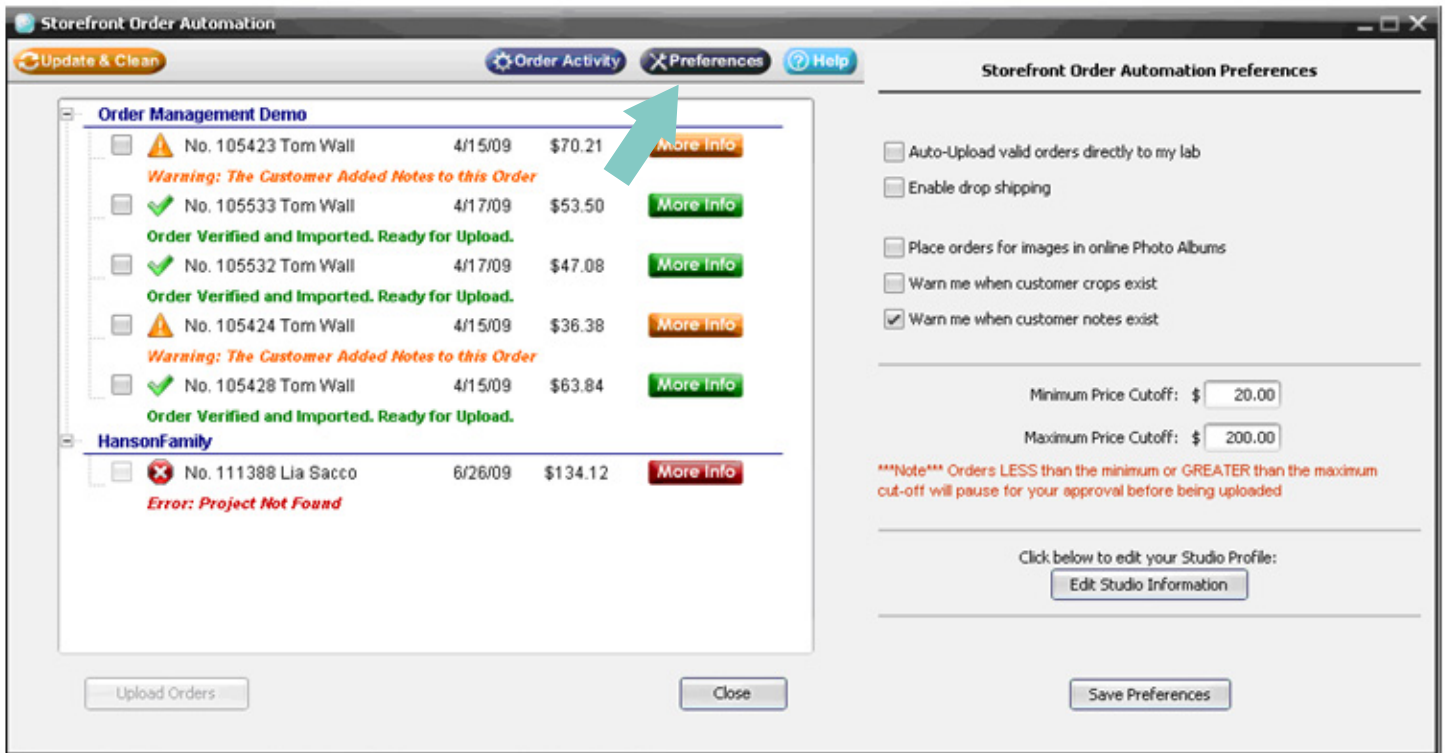 Storefront Order Automation
Update & Clean
Order Activity
Preferences
Help
Order Management Demo
No. 105423 Tom Wall 4/15/09 $70.21 More Info
Warning: The Customer Added Notes to this Order
No. 105533 Tom Wall 4/17/09 $53.50 More Info
Order Verified and Imported. Ready for Upload.
No. 105532 Tom Wall 4/17/09 $47.08 More Info
Order Verified and Imported. Ready for Upload.
No. 105424 Tom Wall 4/15/09 $36.38 More Info
Warning: The Customer Added Notes to this Order
No. 105428 Tom Wall 4/15/09 $63.84 More Info
Order Verified and Imported. Ready for Upload.
HansonFamily
No. 111388 Lia Sacco 6/26/09 $134.12 More Info
Error: Project Not Found
Upload Orders
Close
Storefront Order Automation Preferences
Auto-Upload valid orders directly to my lab
Enable drop shipping
Place orders for images in online Photo Albums
Warn me when customer crops exist
Warn me when customer notes exist
Minimum Price Cutoff: $ 20.00
Maximum Price Cutoff: $ 200.00
***Note*** Orders LESS than the minimum or GREATER than the maximum
cut-off will pause for your approval before being uploaded
Click below to edit your Studio Profile:
Edit Studio Information
Save Preferences